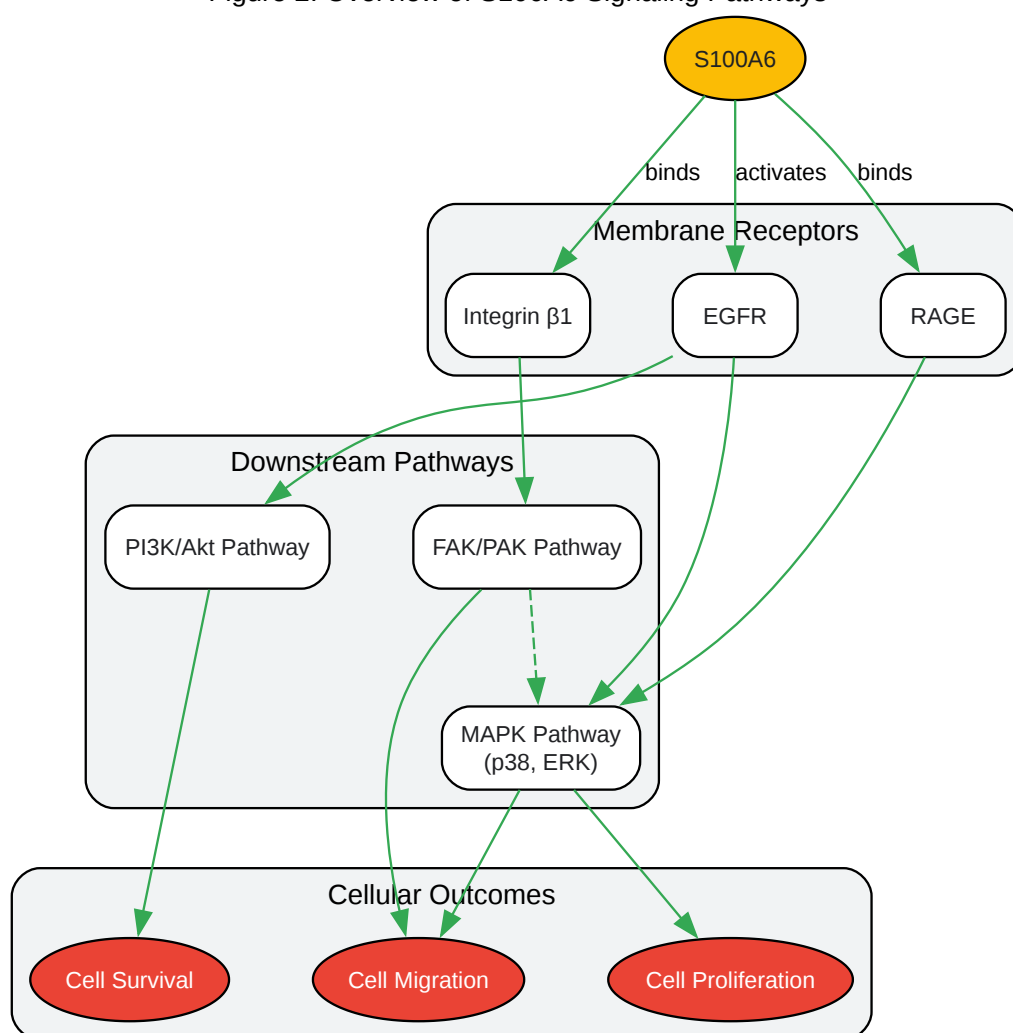 S100A6
binds
activates
binds
Membrane Receptors
Integrin β1
EGFR
RAGE
Downstream Pathways
PI3K/Akt Pathway
FAK/PAK Pathway
MAPK Pathway
(p38, ERK)
Cellular Outcomes
Cell Survival
Cell Migration
Cell Proliferation